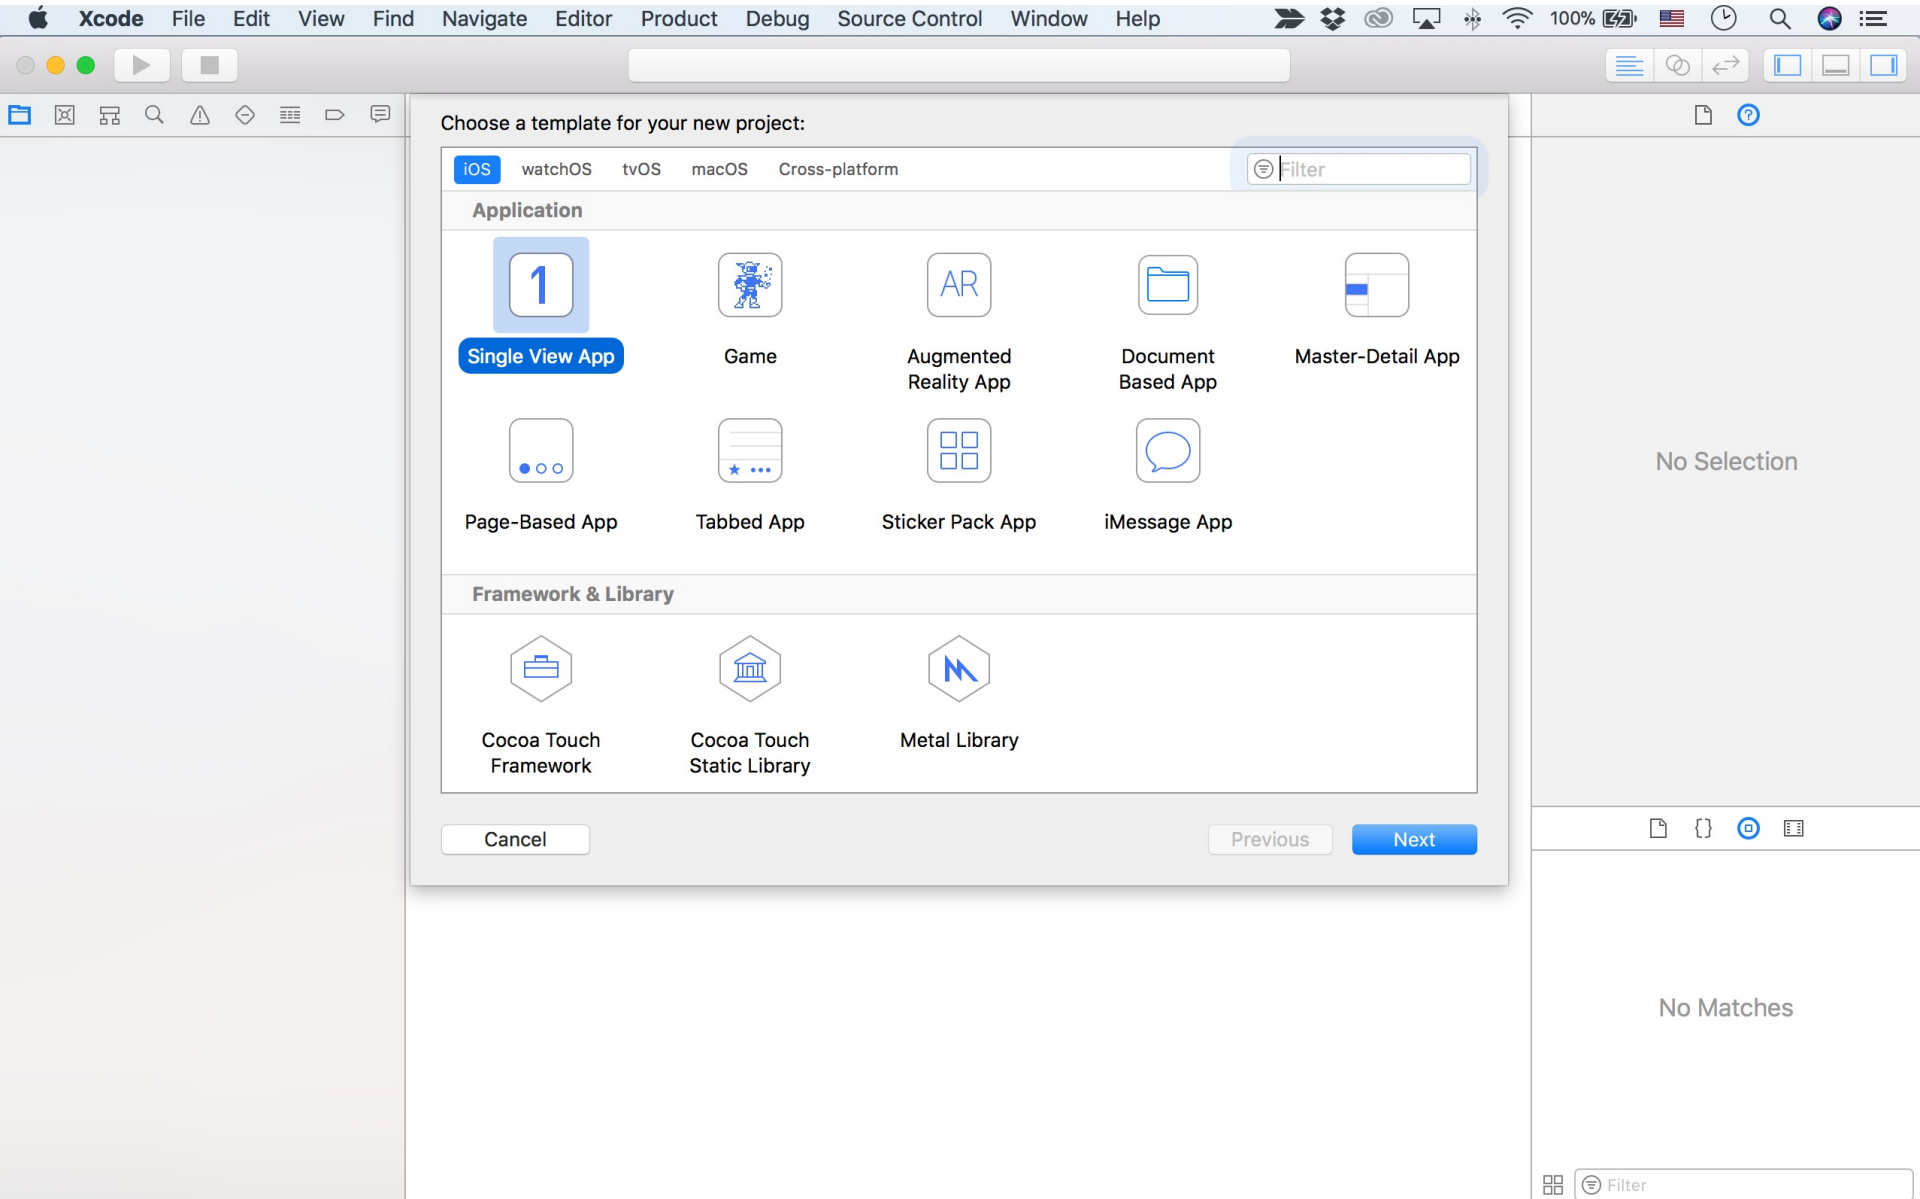 Xcode File Edit View Find Navigate Editor Product Debug Source Control Window Help 100%
Choose a template for your new project:
iOS watchOS tvOS macOS Cross-platform Filter
Application
1
AR
Single View App
Game
Augmented
Reality App
Document
Based App
Master-Detail App
Page-Based App
Tabbed App
Sticker Pack App
iMessage App
Framework & Library
Cocoa Touch
Framework
Cocoa Touch
Static Library
Metal Library
Cancel
Previous
Next
No Selection
{}
No Matches
Filter